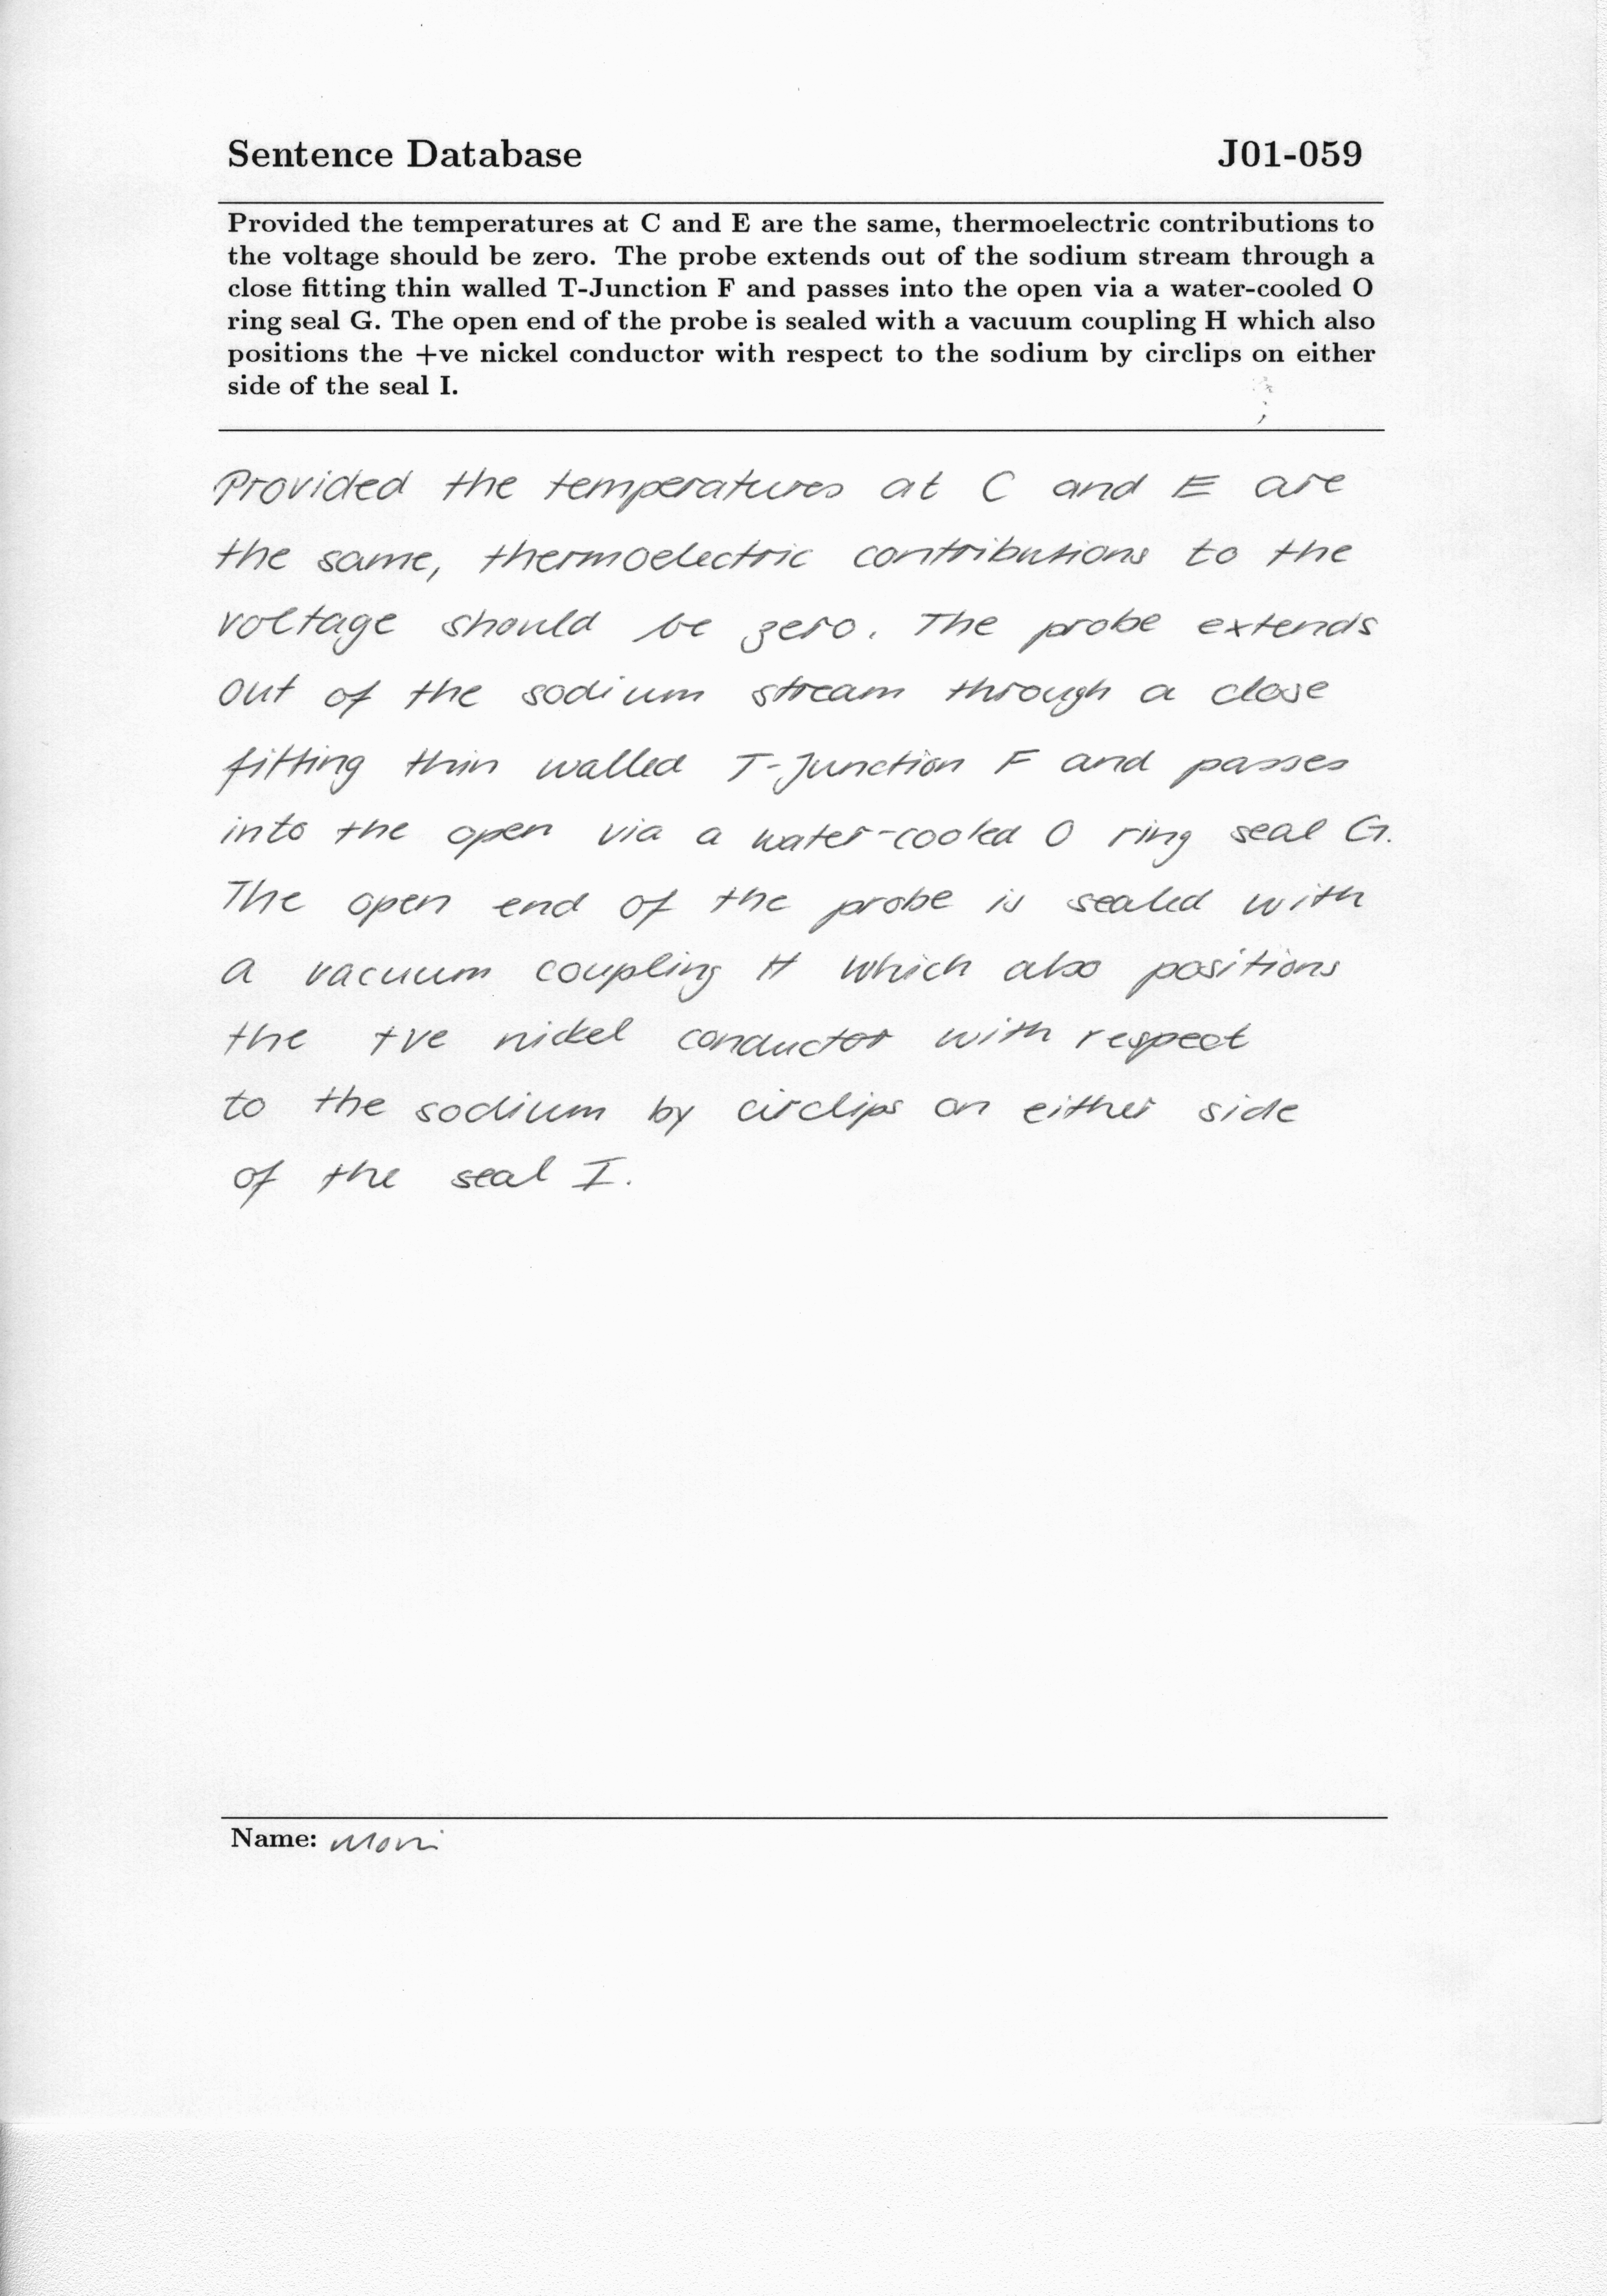 Sentence Database J01-059
Provided the temperatures at C and E are the same, thermoelectric contributions to
the voltage should be zero. The probe extends out of the sodium stream through a
close fitting thin walled T-Junction F and passes into the open via a water-cooled O
ring seal G. The open end of the probe is sealed with a vacuum coupling H which also
positions the +ve nickel conductor with respect to the sodium by circlips on either
side of the seal I.
Provided the temperatures at C and E are
the same, thermoelectric contributions to the
voltage should be zero. The probe extends
out of the sodium stream through a close
fitting thin walled T-Junction F and passes
into the open via a water-cooled O ring seal G.
The open end of the probe is sealed with
a vacuum coupling H which also positions
the +ve nickel conductor with respect
to the sodium by circlips on either side
of the seal I.
Name: Moni